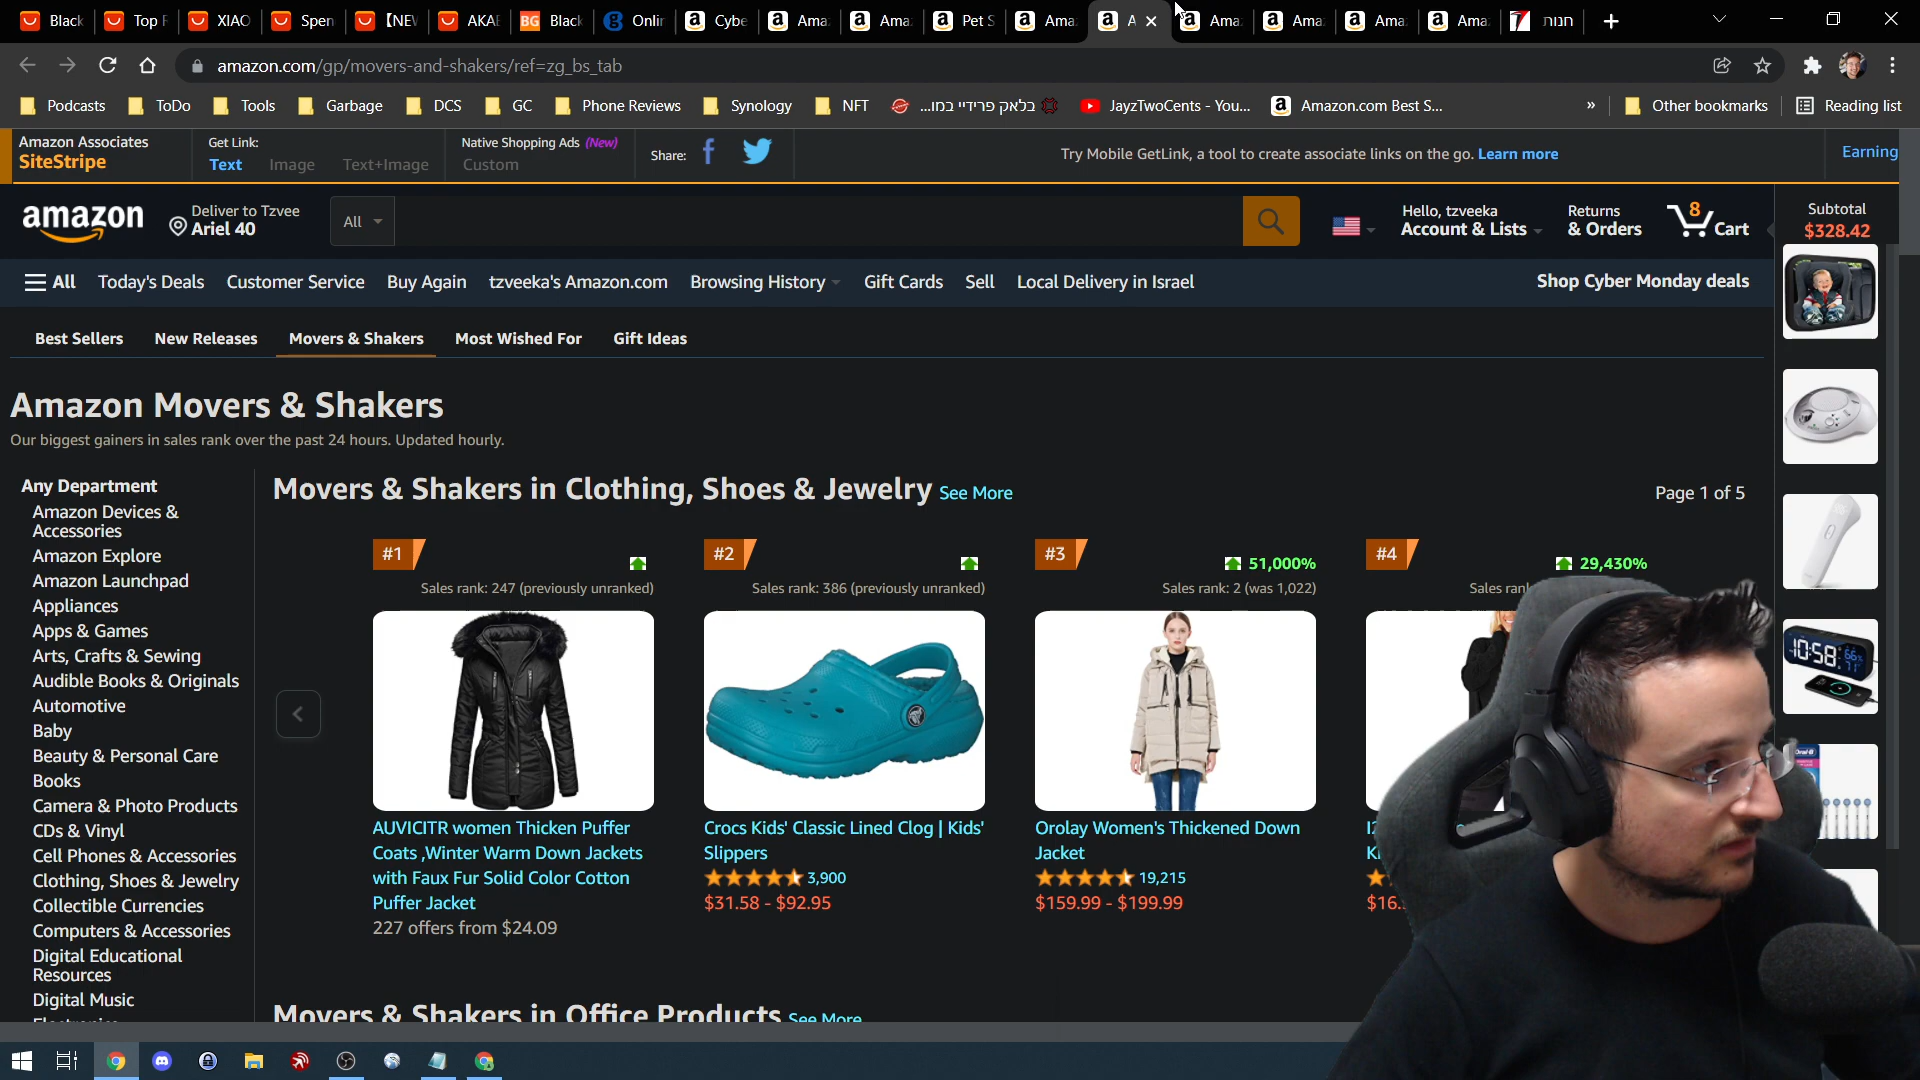 Black
Top F
XIAO
Spen
【NEW
AKA
Black
Onlin
Cybe
Ama
Ama
Pet S
Ama
A
Ama
Ama
Ama
Ama
חנות
amazon.com/gp/movers-and-shakers/ref=zg_bs_tab
Podcasts
ToDo
Tools
Garbage
DCS
GC
Phone Reviews
Synology
NFT
בלאק פריידיי במו...
JayzTwoCents - You...
Amazon.com Best S...
»
Other bookmarks
Reading list
Amazon Associates
SiteStripe
Get Link:
Text Image Text+Image
Native Shopping Ads (New)
Custom
Share:
Try Mobile GetLink, a tool to create associate links on the go. Learn more
Earning
amazon
Deliver to Tzvee
Ariel 40
All
Hello, tzveeka
Account & Lists
Returns
& Orders
8
Cart
Subtotal
$328.42
All Today's Deals Customer Service Buy Again tzveeka's Amazon.com Browsing History Gift Cards Sell Local Delivery in Israel
Shop Cyber Monday deals
Best Sellers New Releases Movers & Shakers Most Wished For Gift Ideas
Amazon Movers & Shakers
Our biggest gainers in sales rank over the past 24 hours. Updated hourly.
Any Department
Amazon Devices &
Accessories
Amazon Explore
Amazon Launchpad
Appliances
Apps & Games
Arts, Crafts & Sewing
Audible Books & Originals
Automotive
Baby
Beauty & Personal Care
Books
Camera & Photo Products
CDs & Vinyl
Cell Phones & Accessories
Clothing, Shoes & Jewelry
Collectible Currencies
Computers & Accessories
Digital Educational
Resources
Digital Music
Movers & Shakers in Clothing, Shoes & Jewelry See More
Page 1 of 5
#1
Sales rank: 247 (previously unranked)
AUVICITR women Thicken Puffer
Coats ,Winter Warm Down Jackets
with Faux Fur Solid Color Cotton
Puffer Jacket
227 offers from $24.09
#2
Sales rank: 386 (previously unranked)
Crocs Kids' Classic Lined Clog | Kids'
Slippers
3,900
$31.58 - $92.95
#3
51,000%
Sales rank: 2 (was 1,022)
Orolay Women's Thickened Down
Jacket
19,215
$159.99 - $199.99
#4
29,430%
Sales rank
$16.
Movers & Shakers in Office Products See More
10:58
66%
Oral-B